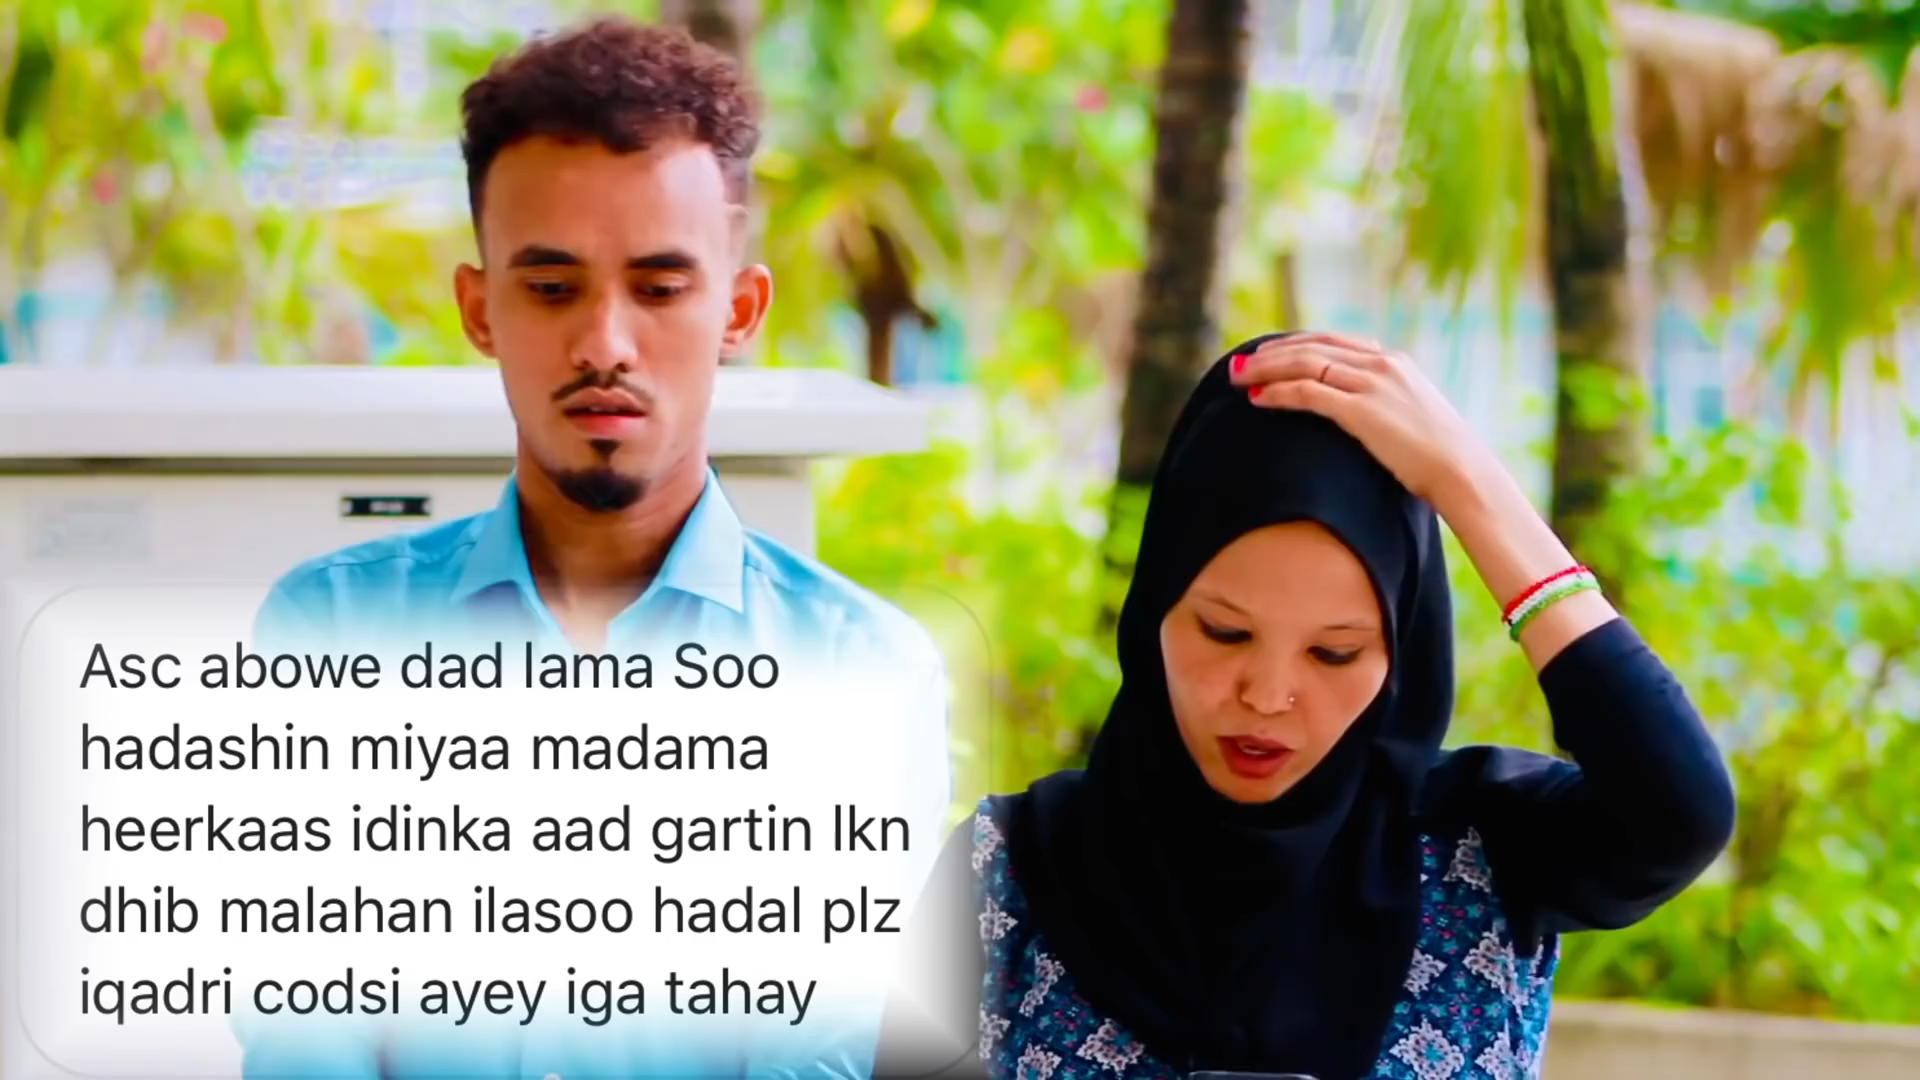 Asc abowe dad lama Soo
hadashin miyaa madama
heerkaas idinka aad gartin lkn
dhib malahan ilasoo hadal plz
iqadri codsi ayey iga tahay